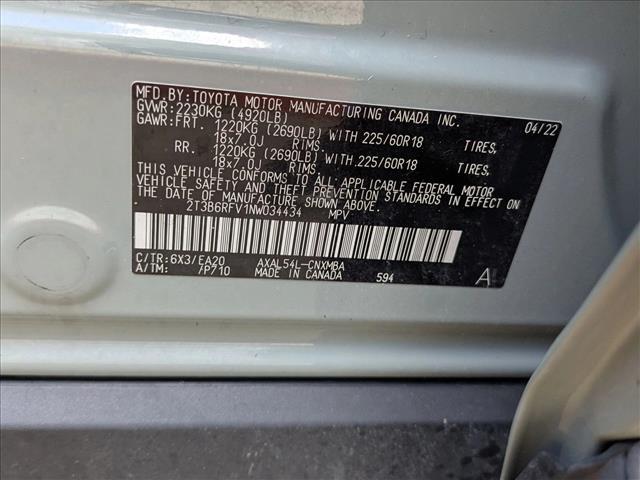 MFD. BY: TOYOTA MOTOR MANUFACTURING CANADA INC.
GVWR: 2230KG (4920LB) 04/22
GAWR: FRT. 1220KG (2690LB) WITH 225/60R18 TIRES,
18x7.0J RIMS.
RR. 1220KG (2690LB) WITH 225/60R18 TIRES,
18x7.0J RIMS.
THIS VEHICLE CONFORMS TO ALL APPLICABLE FEDERAL MOTOR
VEHICLE SAFETY AND THEFT PREVENTION STANDARDS IN EFFECT ON
THE DATE OF MANUFACTURE SHOWN ABOVE.
2T3B6RFV1NW034434 MPV
C/TR: 6X3/EA20 AXAL54L-CNXMBA
A/TM: /P710 MADE IN CANADA 594 A